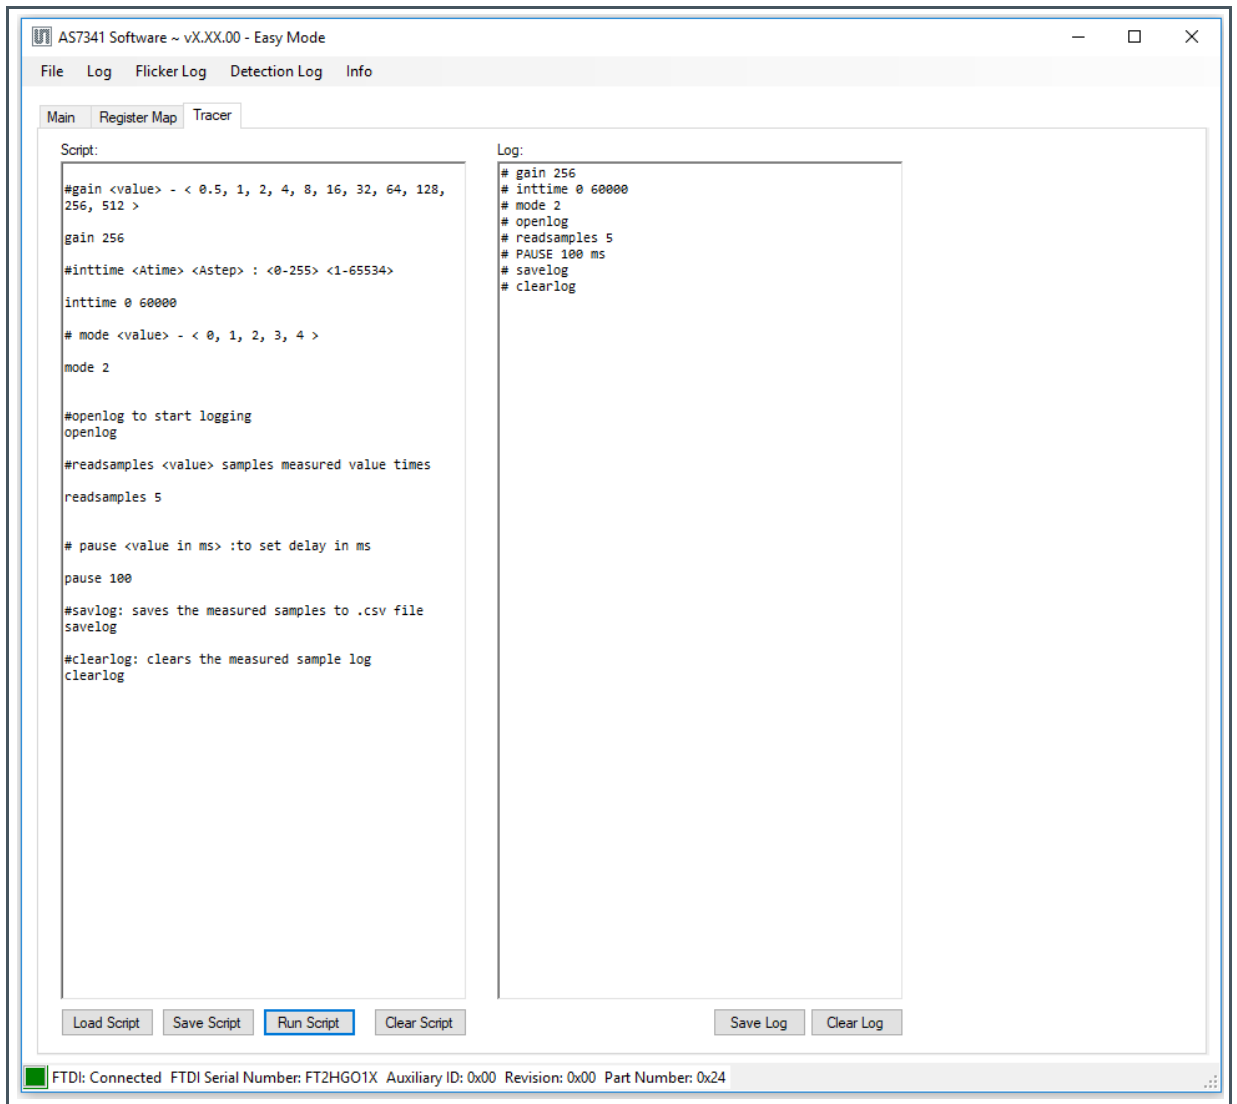 AS7341 Software ~ vX.XX.00 - Easy Mode
File Log Flicker Log Detection Log Info
Main Register Map Tracer
Script:
#gain <value> - < 0.5, 1, 2, 4, 8, 16, 32, 64, 128,
256, 512 >
gain 256
#inttime <Atime> <Astep> : <0-255> <1-65534>
inttime 0 60000
# mode <value> - < 0, 1, 2, 3, 4 >
mode 2
#openlog to start logging
openlog
#readsamples <value> samples measured value times
readsamples 5
# pause <value in ms> :to set delay in ms
pause 100
#savlog: saves the measured samples to .csv file
savelog
#clearlog: clears the measured sample log
clearlog
Log:
# gain 256
# inttime 0 60000
# mode 2
# openlog
# readsamples 5
# PAUSE 100 ms
# savelog
# clearlog
Load Script Save Script Run Script Clear Script
Save Log Clear Log
FTDI: Connected FTDI Serial Number: FT2HGO1X Auxiliary ID: 0x00 Revision: 0x00 Part Number: 0x24